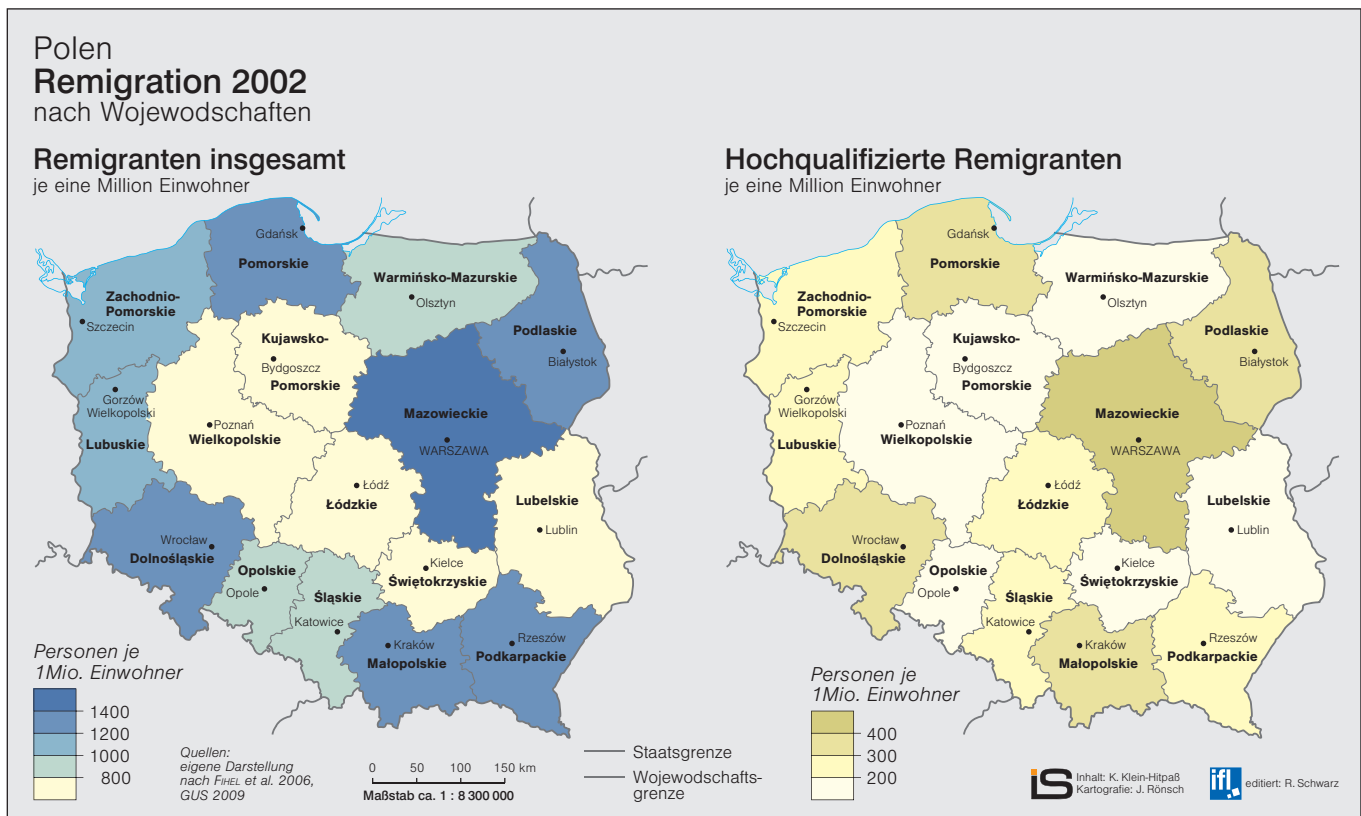 Polen
Remigration 2002
nach Wojewodschaften
Remigranten insgesamt
je eine Million Einwohner
Gdańsk
Pomorskie
Warmińsko-Mazurskie
Olsztyn
Zachodnio-
Pomorskie
Szczecin
Podlaskie
Białystok
Kujawsko-
Bydgoszcz
Pomorskie
Gorzów
Wielkopolski
Lubuskie
Poznań
Wielkopolskie
Mazowieckie
WARSZAWA
Łódź
Łódzkie
Lubelskie
Lublin
Wrocław
Dolnośląskie
Opolskie
Opole
Śląskie
Katowice
Kielce
Świętokrzyskie
Kraków
Małopolskie
Rzeszów
Podkarpackie
Personen je
1Mio. Einwohner
1400
1200
1000
800
Quellen:
eigene Darstellung
nach FIHEL et al. 2006,
GUS 2009
0 50 100 150 km
Maßstab ca. 1 : 8 300 000
Staatsgrenze
Wojewodschafts-
grenze
Hochqualifizierte Remigranten
je eine Million Einwohner
Gdańsk
Pomorskie
Warmińsko-Mazurskie
Olsztyn
Zachodnio-
Pomorskie
Szczecin
Podlaskie
Białystok
Kujawsko-
Bydgoszcz
Pomorskie
Gorzów
Wielkopolski
Lubuskie
Poznań
Wielkopolskie
Mazowieckie
WARSZAWA
Łódź
Łódzkie
Lubelskie
Lublin
Wrocław
Dolnośląskie
Opolskie
Opole
Śląskie
Katowice
Kielce
Świętokrzyskie
Kraków
Małopolskie
Rzeszów
Podkarpackie
Personen je
1Mio. Einwohner
400
300
200
iS
Inhalt: K. Klein-Hitpaß
Kartografie: J. Rönsch
ifl
editiert: R. Schwarz